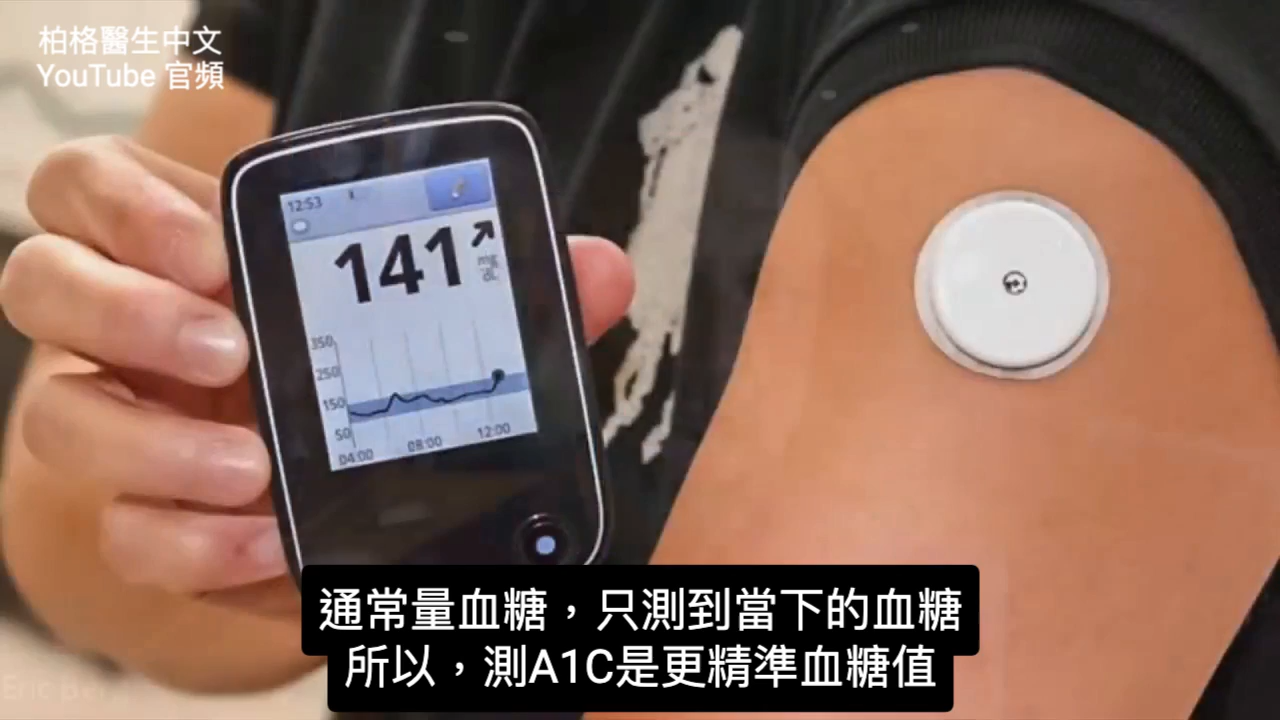 柏格醫生中文
YouTube 官頻
12:53
141
mg
dL
350
250
150
50
04:00
08:00
12:00
通常量血糖，只測到當下的血糖
所以，測A1C是更精準血糖值